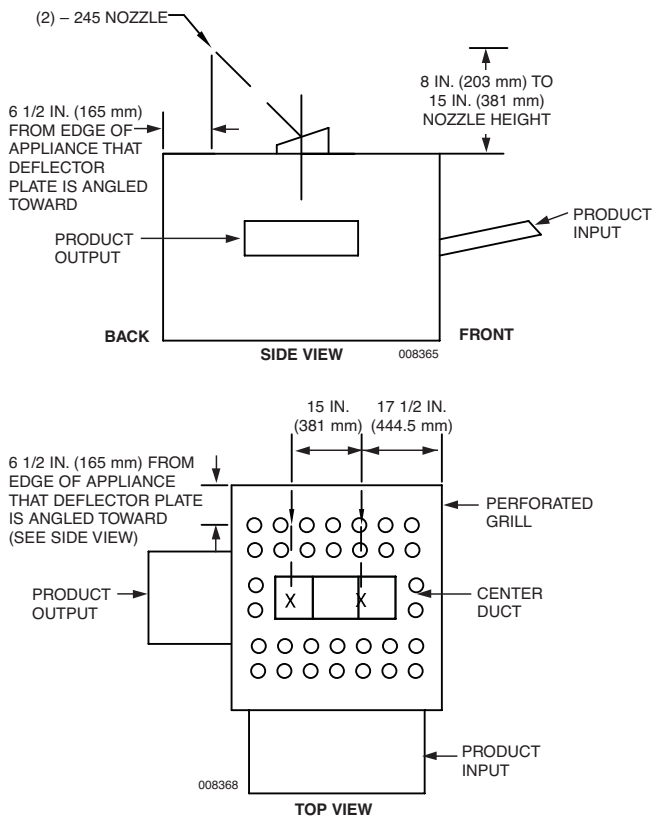 (2) – 245 NOZZLE
8 IN. (203 mm) TO
15 IN. (381 mm)
NOZZLE HEIGHT
6 1/2 IN. (165 mm)
FROM EDGE OF
APPLIANCE THAT
DEFLECTOR
PLATE IS ANGLED
TOWARD
PRODUCT
OUTPUT
PRODUCT
INPUT
BACK
FRONT
SIDE VIEW
008365
15 IN.
(381 mm)
17 1/2 IN.
(444.5 mm)
6 1/2 IN. (165 mm) FROM
EDGE OF APPLIANCE
THAT DEFLECTOR PLATE
IS ANGLED TOWARD
(SEE SIDE VIEW)
PERFORATED
GRILL
PRODUCT
OUTPUT
X
X
CENTER
DUCT
PRODUCT
INPUT
008368
TOP VIEW